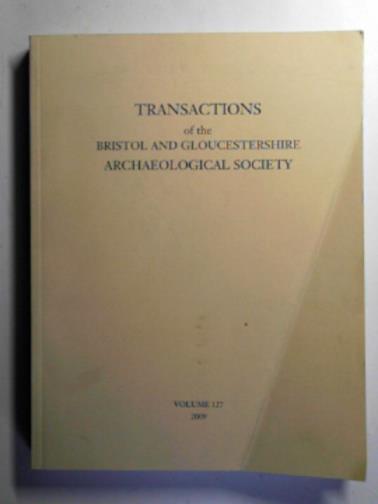 TRANSACTIONS
of the
BRISTOL AND GLOUCESTERSHIRE
ARCHAEOLOGICAL SOCIETY
VOLUME 127
2009